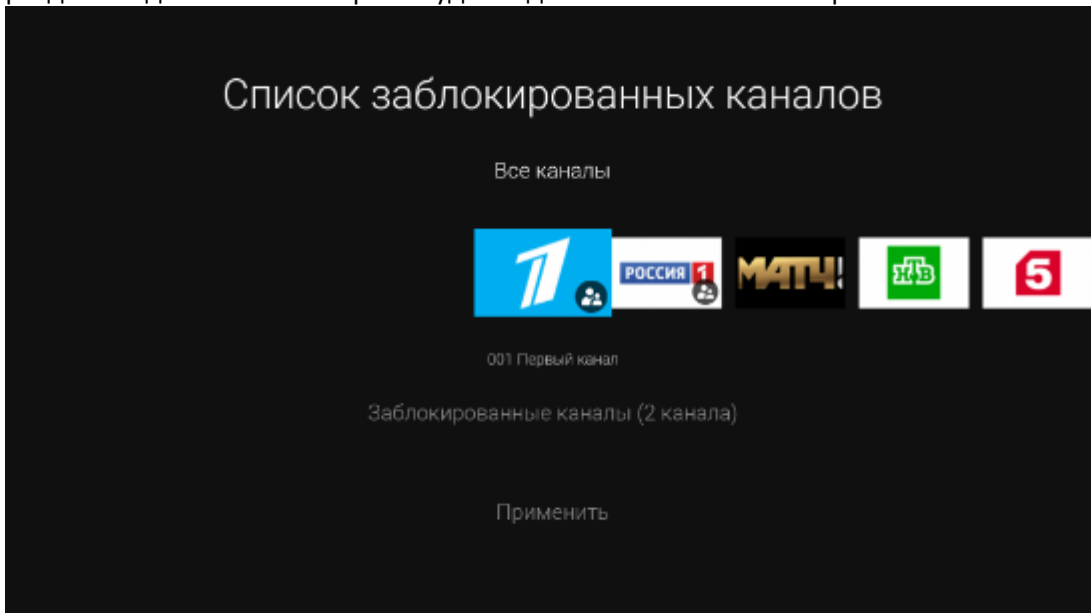 Список заблокированных каналов
Все каналы
РОССИЯ 1
МАТЧ!
НТВ
5
001 Первый канал
Заблокированные каналы (2 канала)
Применить